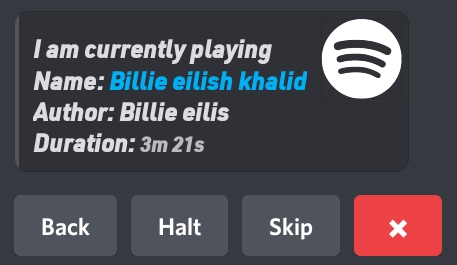 I am currently playing
Name: Billie eilish khalid
Author: Billie eilis
Duration: 3m 21s
Back
Halt
Skip